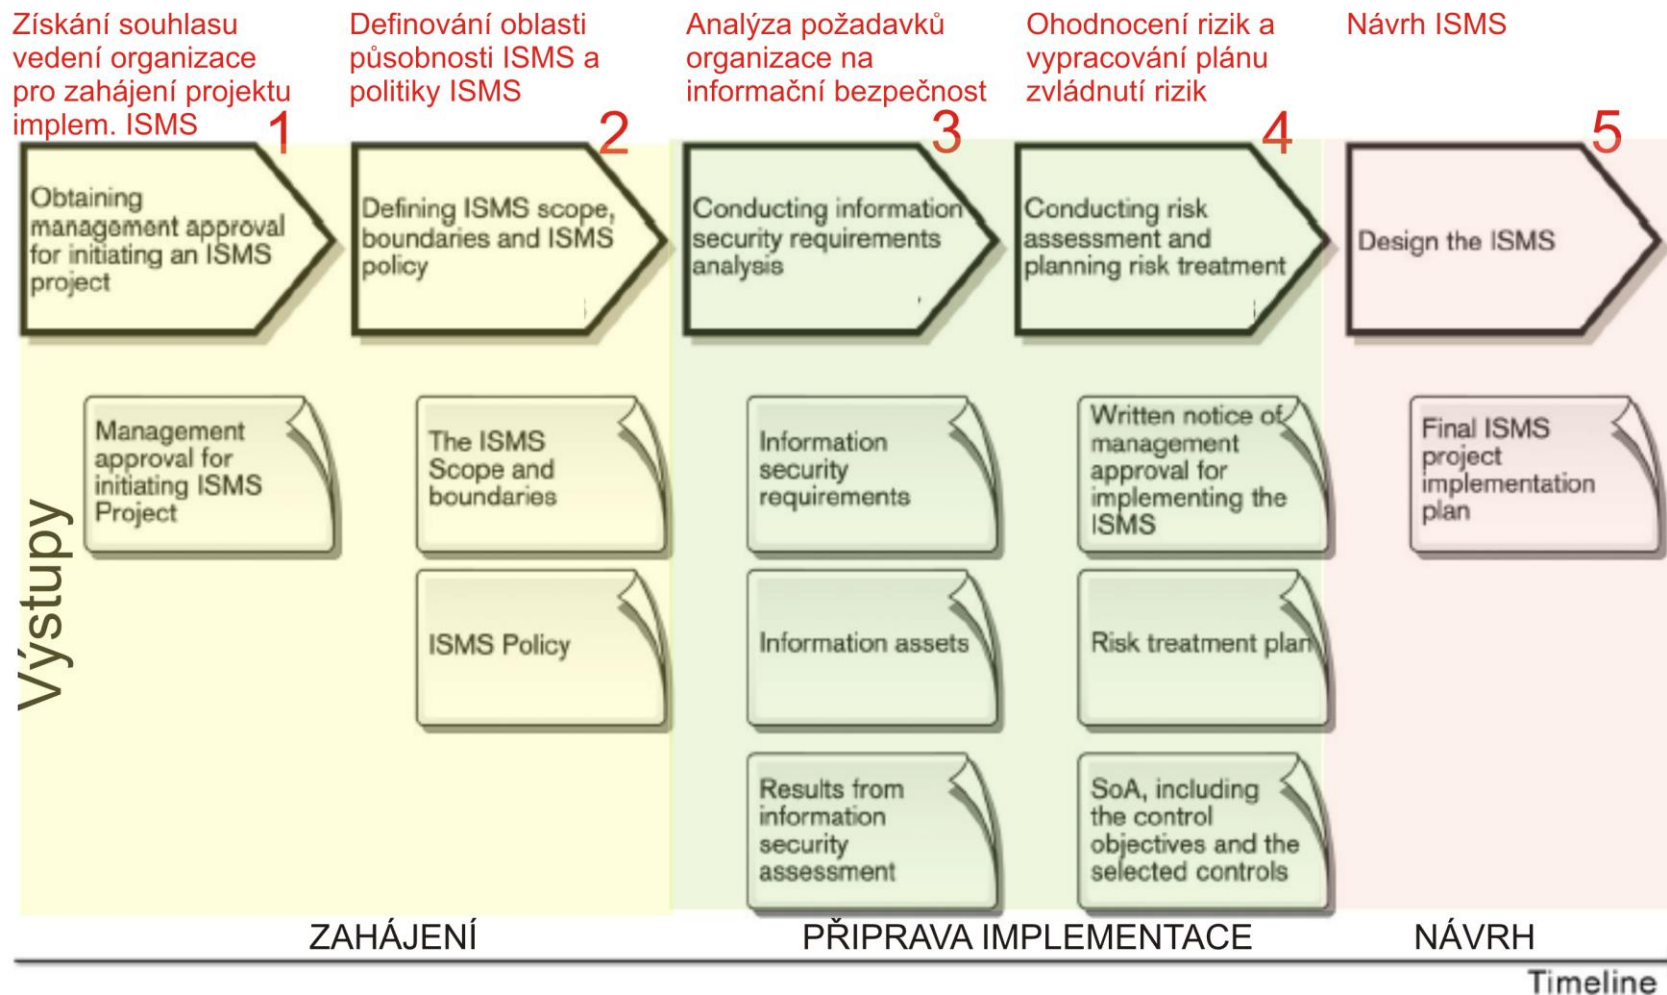 Získání souhlasu
vedení organizace
pro zahájení projektu
implem. ISMS
1
Definování oblasti
působnosti ISMS a
politiky ISMS
2
Analýza požadavků
organizace na
informační bezpečnost
3
Ohodnocení rizik a
vypracování plánu
zvládnutí rizik
4
Návrh ISMS
5
Obtaining
management approval
for initiating an ISMS
project
Defining ISMS scope,
boundaries and ISMS
policy
Conducting information
security requirements
analysis
Conducting risk
assessment and
planning risk treatment
Design the ISMS
Výstupy
Management
approval for
initiating ISMS
Project
The ISMS
Scope and
boundaries
Information
security
requirements
Written notice of
management
approval for
implementing the
ISMS
Final ISMS
project
implementation
plan
ISMS Policy
Information assets
Risk treatment plan
Results from
information
security
assessment
SoA, including
the control
objectives and the
selected controls
ZAHÁJENÍ
PŘIPRAVA IMPLEMENTACE
NÁVRH
Timeline